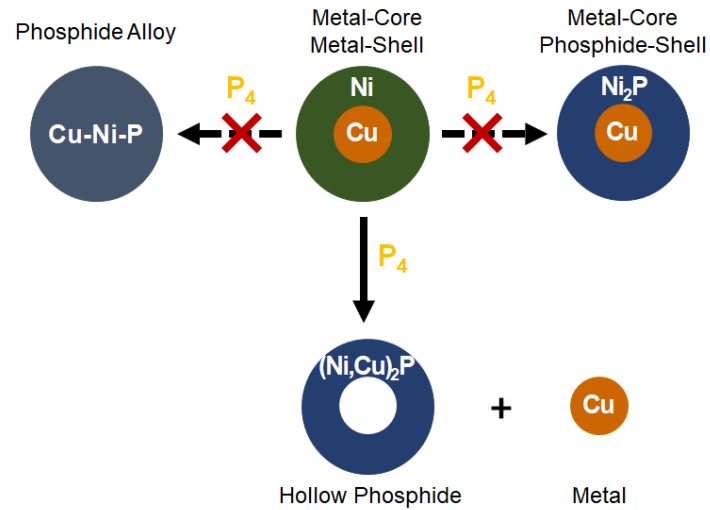 Phosphide Alloy
Metal-Core
Metal-Shell
Metal-Core
Phosphide-Shell
Cu-Ni-P
P₄
Ni
Cu
P₄
Ni₂P
Cu
P₄
(Ni,Cu)₂P
+
Cu
Hollow Phosphide
Metal